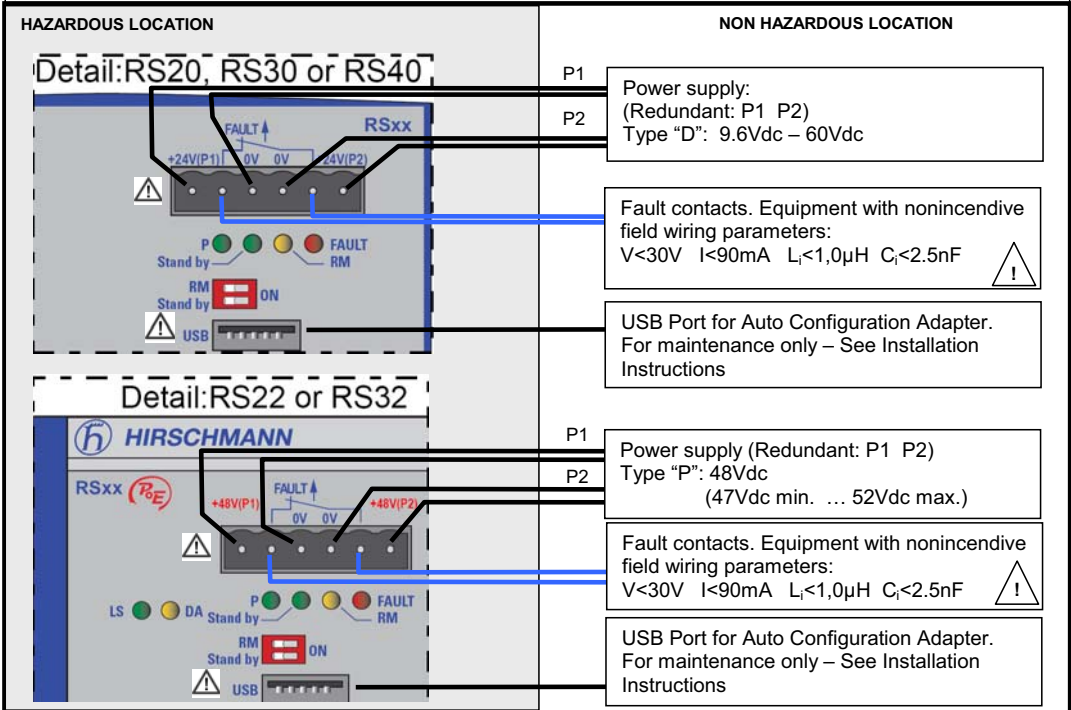 HAZARDOUS LOCATION
NON HAZARDOUS LOCATION
Detail:RS20, RS30 or RS40
P1
P2
Power supply:
(Redundant: P1 P2)
Type “D”: 9.6Vdc – 60Vdc
FAULT
RSxx
+24V(P1)
0V
0V
+24V(P2)
Fault contacts. Equipment with nonincendive
field wiring parameters:
V<30V I<90mA Li<1,0µH Ci<2.5nF
!
P
FAULT
Stand by
RM
RM
ON
Stand by
USB
USB Port for Auto Configuration Adapter.
For maintenance only – See Installation
Instructions
Detail:RS22 or RS32
HIRSCHMANN
P1
P2
Power supply (Redundant: P1 P2)
Type “P”: 48Vdc
(47Vdc min. … 52Vdc max.)
RSxx PoE
FAULT
+48V(P1)
0V
0V
+48V(P2)
Fault contacts. Equipment with nonincendive
field wiring parameters:
V<30V I<90mA Li<1,0µH Ci<2.5nF
!
LS
DA
P
FAULT
Stand by
RM
RM
ON
Stand by
USB
USB Port for Auto Configuration Adapter.
For maintenance only – See Installation
Instructions